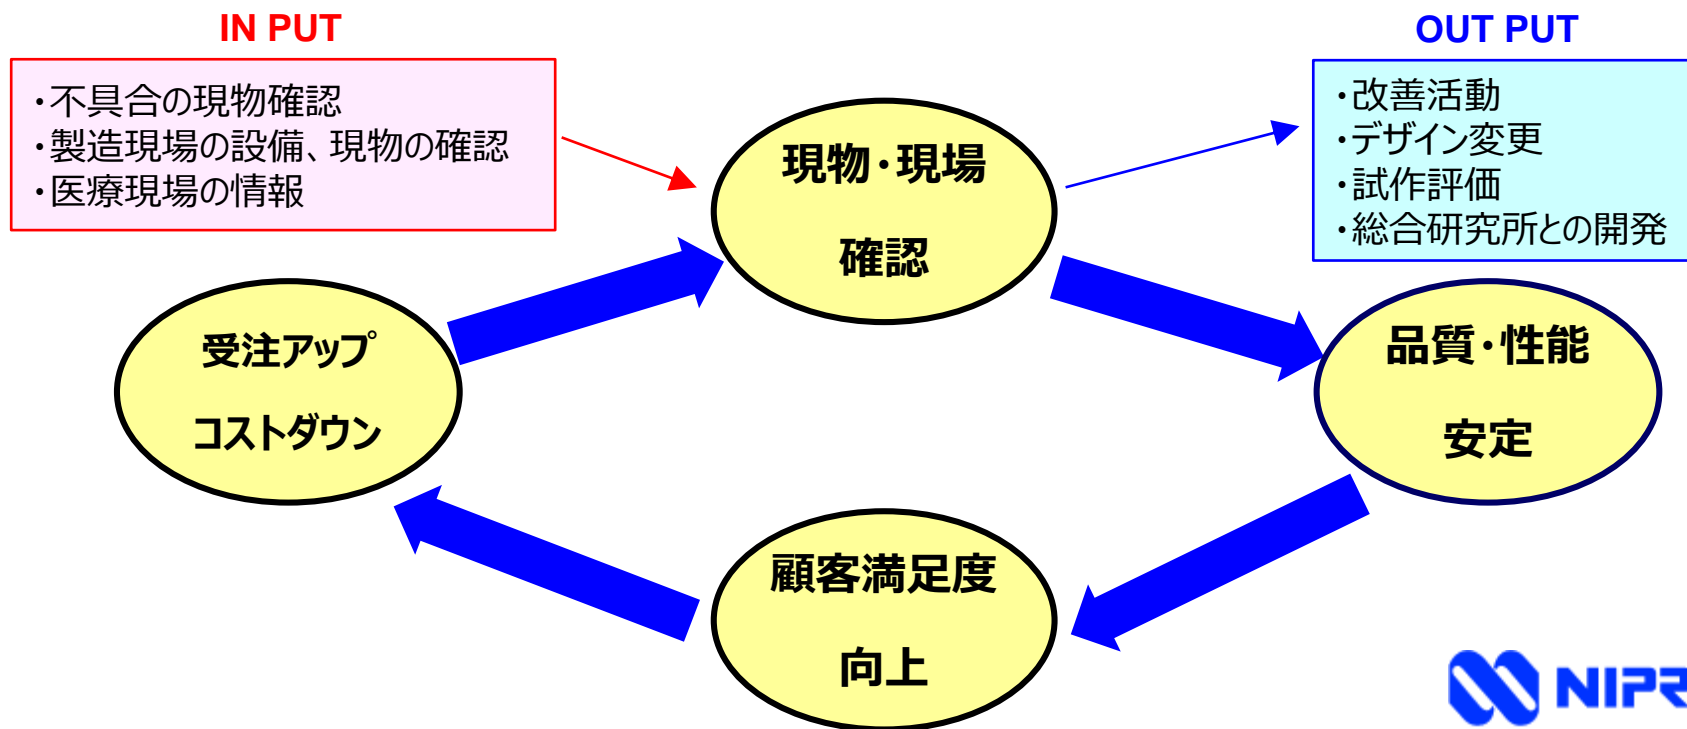 IN PUT
・不具合の現物確認
・製造現場の設備、現物の確認
・医療現場の情報
OUT PUT
・改善活動
・デザイン変更
・試作評価
・総合研究所との開発
現物・現場
確認
品質・性能
安定
顧客満足度
向上
受注アップ
コストダウン
NIPR